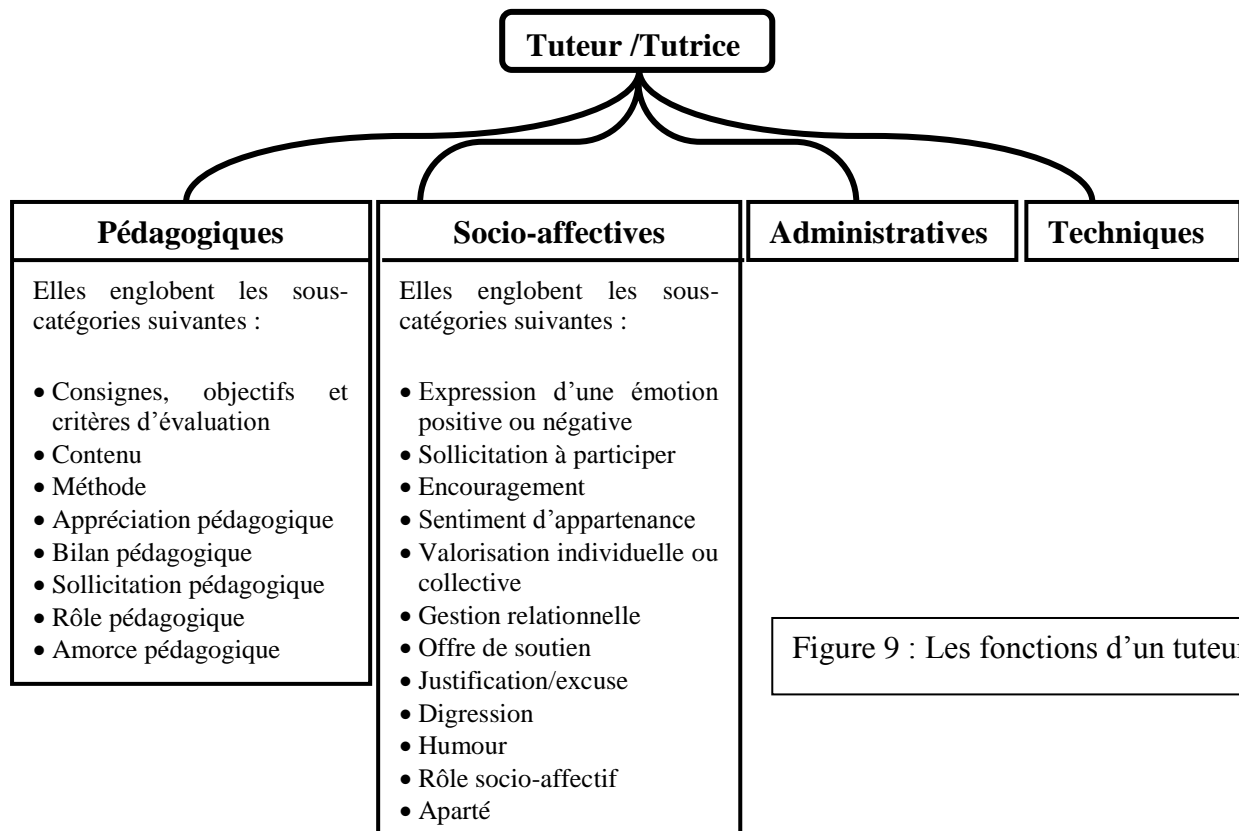 Tuteur /Tutrice
Pédagogiques
Elles englobent les sous-
catégories suivantes :
• Consignes, objectifs et
critères d’évaluation
• Contenu
• Méthode
• Appréciation pédagogique
• Bilan pédagogique
• Sollicitation pédagogique
• Rôle pédagogique
• Amorce pédagogique
Socio-affectives
Elles englobent les sous-
catégories suivantes :
• Expression d’une émotion
positive ou négative
• Sollicitation à participer
• Encouragement
• Sentiment d’appartenance
• Valorisation individuelle ou
collective
• Gestion relationnelle
• Offre de soutien
• Justification/excuse
• Digression
• Humour
• Rôle socio-affectif
• Aparté
Administratives
Techniques
Figure 9 : Les fonctions d’un tuteur